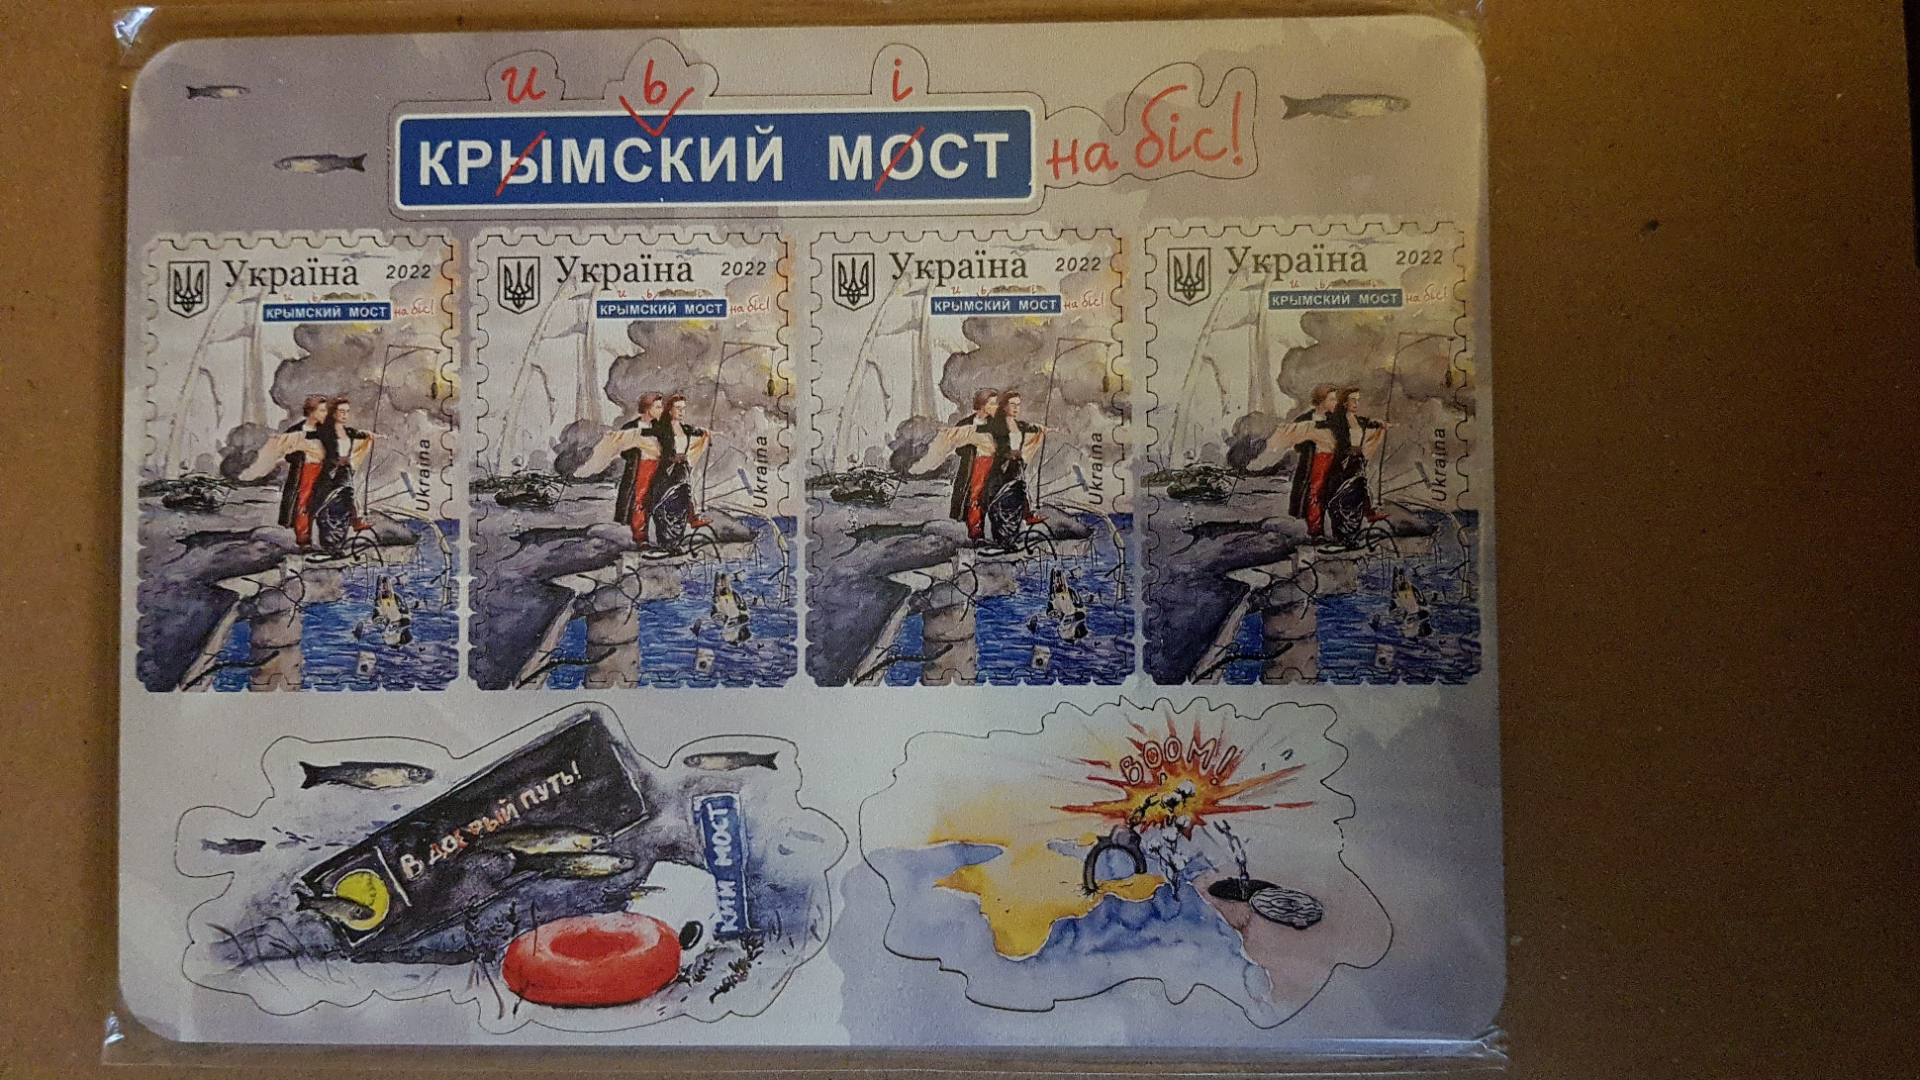 и ь і
КРЫМСКИЙ МОСТ на біс!
Україна 2022
и ь і
КРЫМСКИЙ МОСТ на біс!
Ukraina
Україна 2022
и ь і
КРЫМСКИЙ МОСТ на біс!
Ukraina
Україна 2022
и ь і
КРЫМСКИЙ МОСТ на біс!
Ukraina
Україна 2022
и ь і
КРЫМСКИЙ МОСТ на біс!
Ukraina
В ДОБРЫЙ ПУТЬ!
КИЙ МОСТ
BOOM!